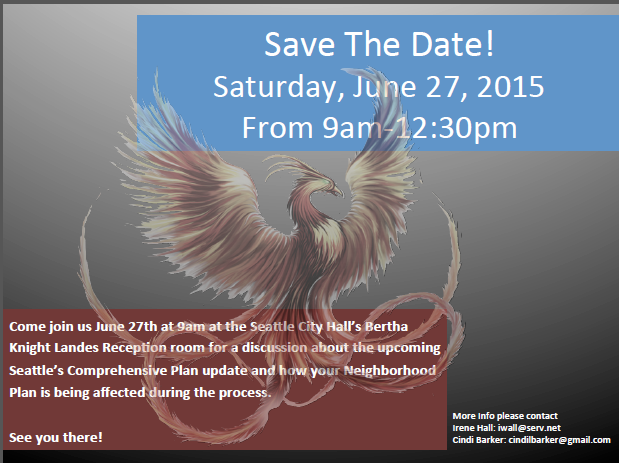 Save The Date!
Saturday, June 27, 2015
From 9am-12:30pm
Come join us June 27th at 9am at the Seattle City Hall's Bertha
Knight Landes Reception room for a discussion about the upcoming
Seattle's Comprehensive Plan update and how your Neighborhood
Plan is being affected during the process.
See you there!
More Info please contact
Irene Hall: iwall@serv.net
Cindi Barker: cindilbarker@gmail.com